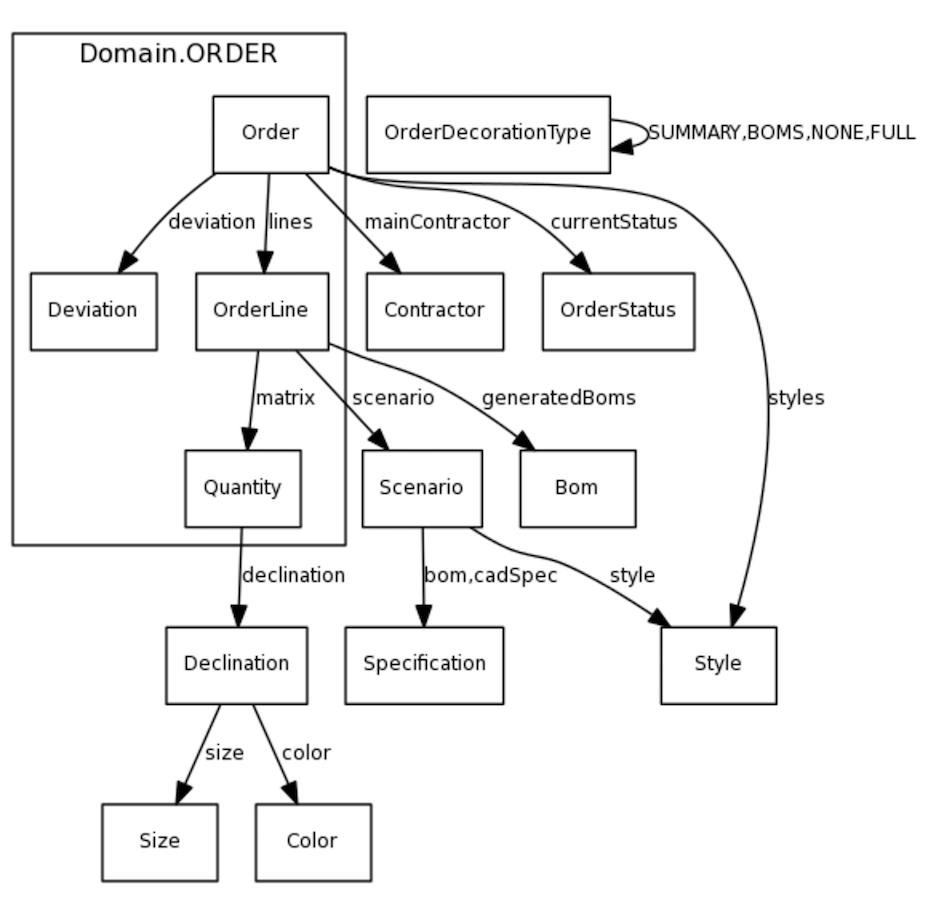 Domain.ORDER
Order
OrderDecorationType
SUMMARY,BOMS,NONE,FULL
deviation
lines
mainContractor
currentStatus
Deviation
OrderLine
Contractor
OrderStatus
matrix
scenario
generatedBoms
styles
Quantity
Scenario
Bom
declination
bom,cadSpec
style
Declination
Specification
Style
size
color
Size
Color